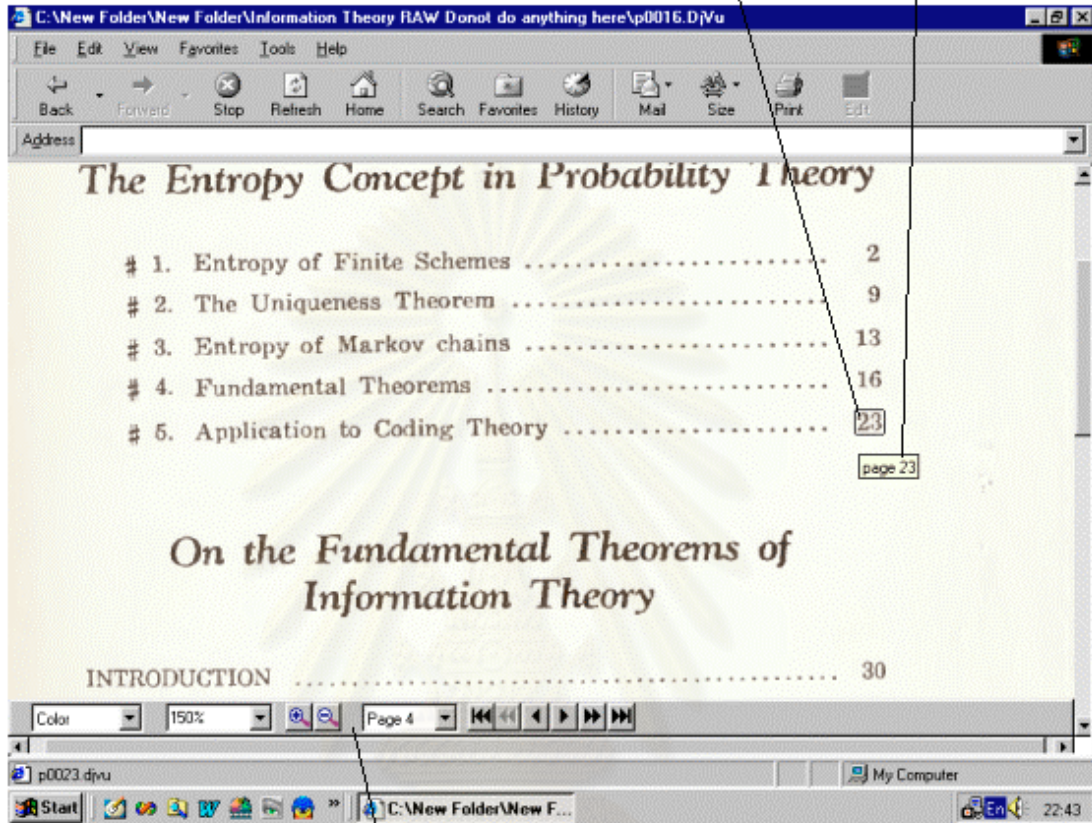 C:\New Folder\New Folder\Information Theory RAW Donot do anything here\p0016.DjVu
File Edit View Favorites Tools Help
Back Forward Stop Refresh Home Search Favorites History Mail Size Print Edit
Address
The Entropy Concept in Probability Theory
# 1. Entropy of Finite Schemes .......................... 2
# 2. The Uniqueness Theorem ........................... 9
# 3. Entropy of Markov chains .......................... 13
# 4. Fundamental Theorems ............................. 16
# 5. Application to Coding Theory ...................... 23
page 23
On the Fundamental Theorems of
Information Theory
INTRODUCTION ............................................. 30
Color 150% Page 4
p0023.djvu My Computer
Start » C:\New Folder\New F... En 22:43